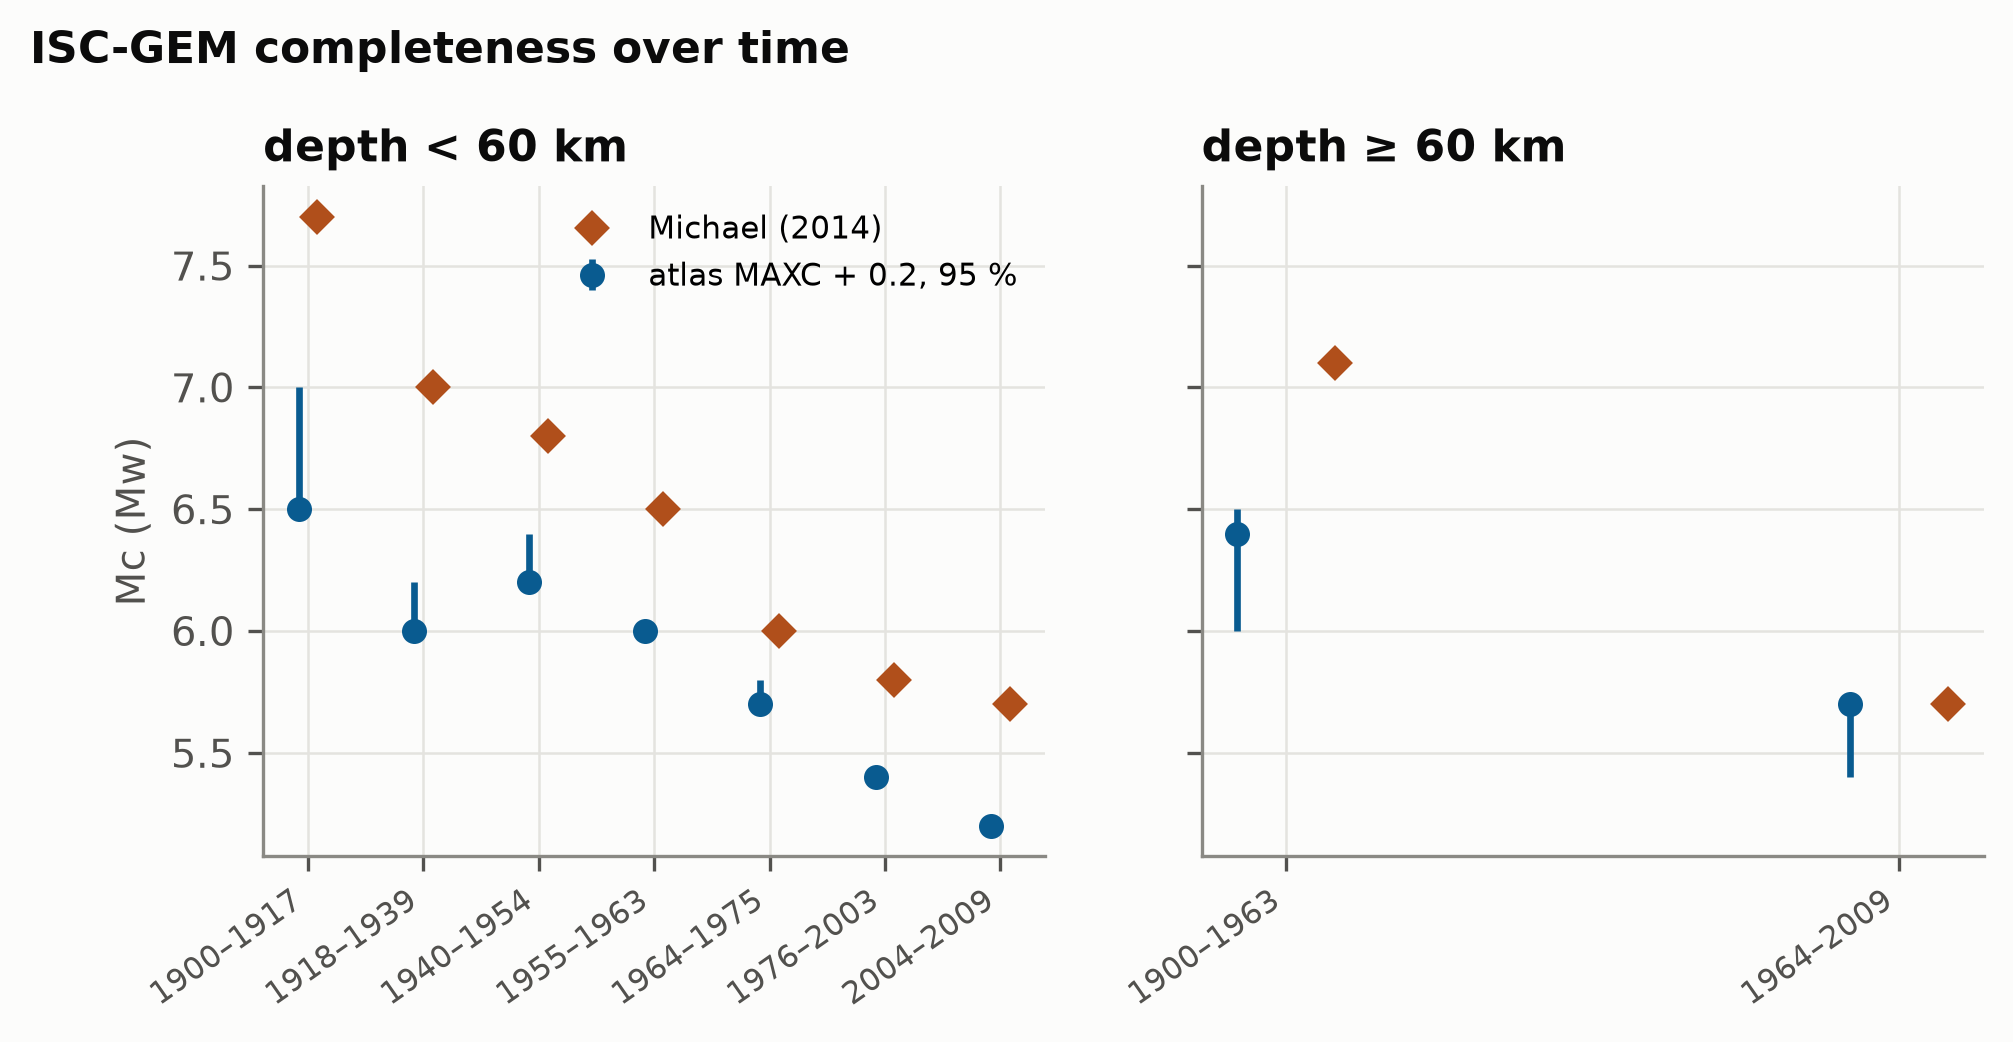 ISC-GEM completeness over time
depth < 60 km
depth ≥ 60 km
Michael (2014)
atlas MAXC + 0.2, 95 %
Mc (Mw)
7.5
7.0
6.5
6.0
5.5
1900–1917
1918–1939
1940–1954
1955–1963
1964–1975
1976–2003
2004–2009
1900–1963
1964–2009